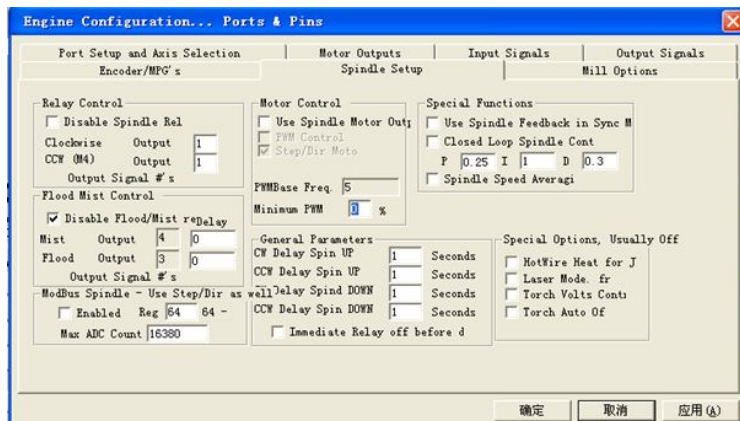 Engine Configuration... Ports & Pins
Port Setup and Axis Selection Motor Outputs Input Signals Output Signals
Encoder/MPG's Spindle Setup Mill Options
Relay Control
Disable Spindle Rel
Clockwise Output 1
CCW (M4) Output 1
Output Signal #'s
Flood Mist Control
Disable Flood/Mist re Delay
Mist Output 4 0
Flood Output 3 0
Output Signal #'s
ModBus Spindle - Use Step/Dir as well
Enabled Reg 64 64 -
Max ADC Count 16380
Motor Control
Use Spindle Motor Outp
PWM Control
Step/Dir Moto
PWMBase Freq. 5
Minimum PWM 0 %
General Parameters
CW Delay Spin UP 1 Seconds
CCW Delay Spin UP 1 Seconds
Delay Spind DOWN 1 Seconds
CCW Delay Spin DOWN 1 Seconds
Immediate Relay off before d
Special Functions
Use Spindle Feedback in Sync M
Closed Loop Spindle Cont
P 0.25 I 1 D 0.3
Spindle Speed Averagi
Special Options, Usually Off
HotWire Heat for J
Laser Mode. fr
Torch Volts Cont
Torch Auto Of
确定 取消 应用(A)